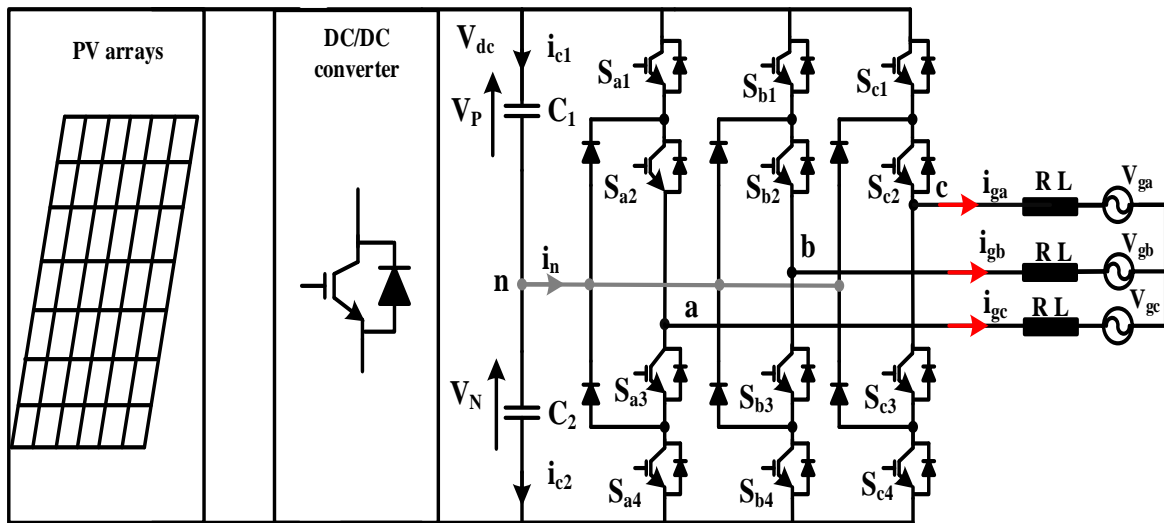 PV arrays
DC/DC
converter
V_dc
i_c1
V_P
C_1
S_a1
S_b1
S_c1
S_a2
S_b2
S_c2
c
i_ga
R L
V_ga
b
i_gb
R L
V_gb
n
i_n
a
i_gc
R L
V_gc
V_N
C_2
S_a3
S_b3
S_c3
i_c2
S_a4
S_b4
S_c4